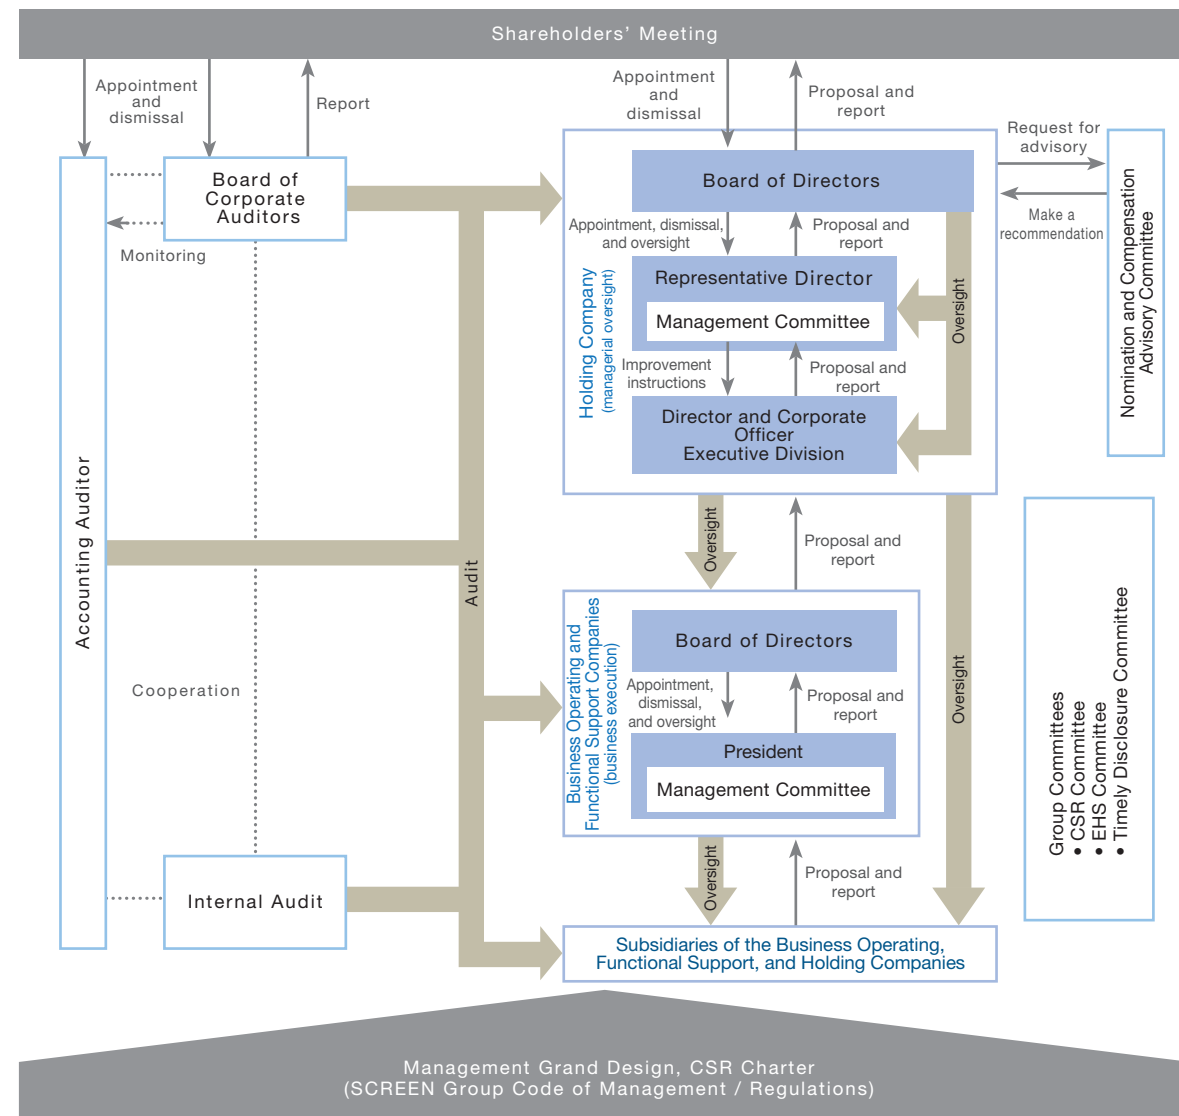 Shareholders’ Meeting
Appointment
and
dismissal
Report
Appointment
and
dismissal
Proposal and
report
Request for
advisory
Make a
recommendation
Nomination and Compensation
Advisory Committee
Board of
Corporate
Auditors
Monitoring
Accounting Auditor
Cooperation
Internal Audit
Audit
Holding Company
(managerial oversight)
Board of Directors
Appointment, dismissal,
and oversight
Proposal and
report
Representative Director
Management Committee
Improvement
instructions
Proposal and
report
Director and Corporate
Officer
Executive Division
Oversight
Oversight
Proposal and
report
Oversight
Business Operating and
Functional Support Companies
(business execution)
Board of Directors
Appointment,
dismissal,
and oversight
Proposal and
report
President
Management Committee
Oversight
Proposal and
report
Subsidiaries of the Business Operating,
Functional Support, and Holding Companies
Group Committees
• CSR Committee
• EHS Committee
• Timely Disclosure Committee
Management Grand Design, CSR Charter
(SCREEN Group Code of Management / Regulations)